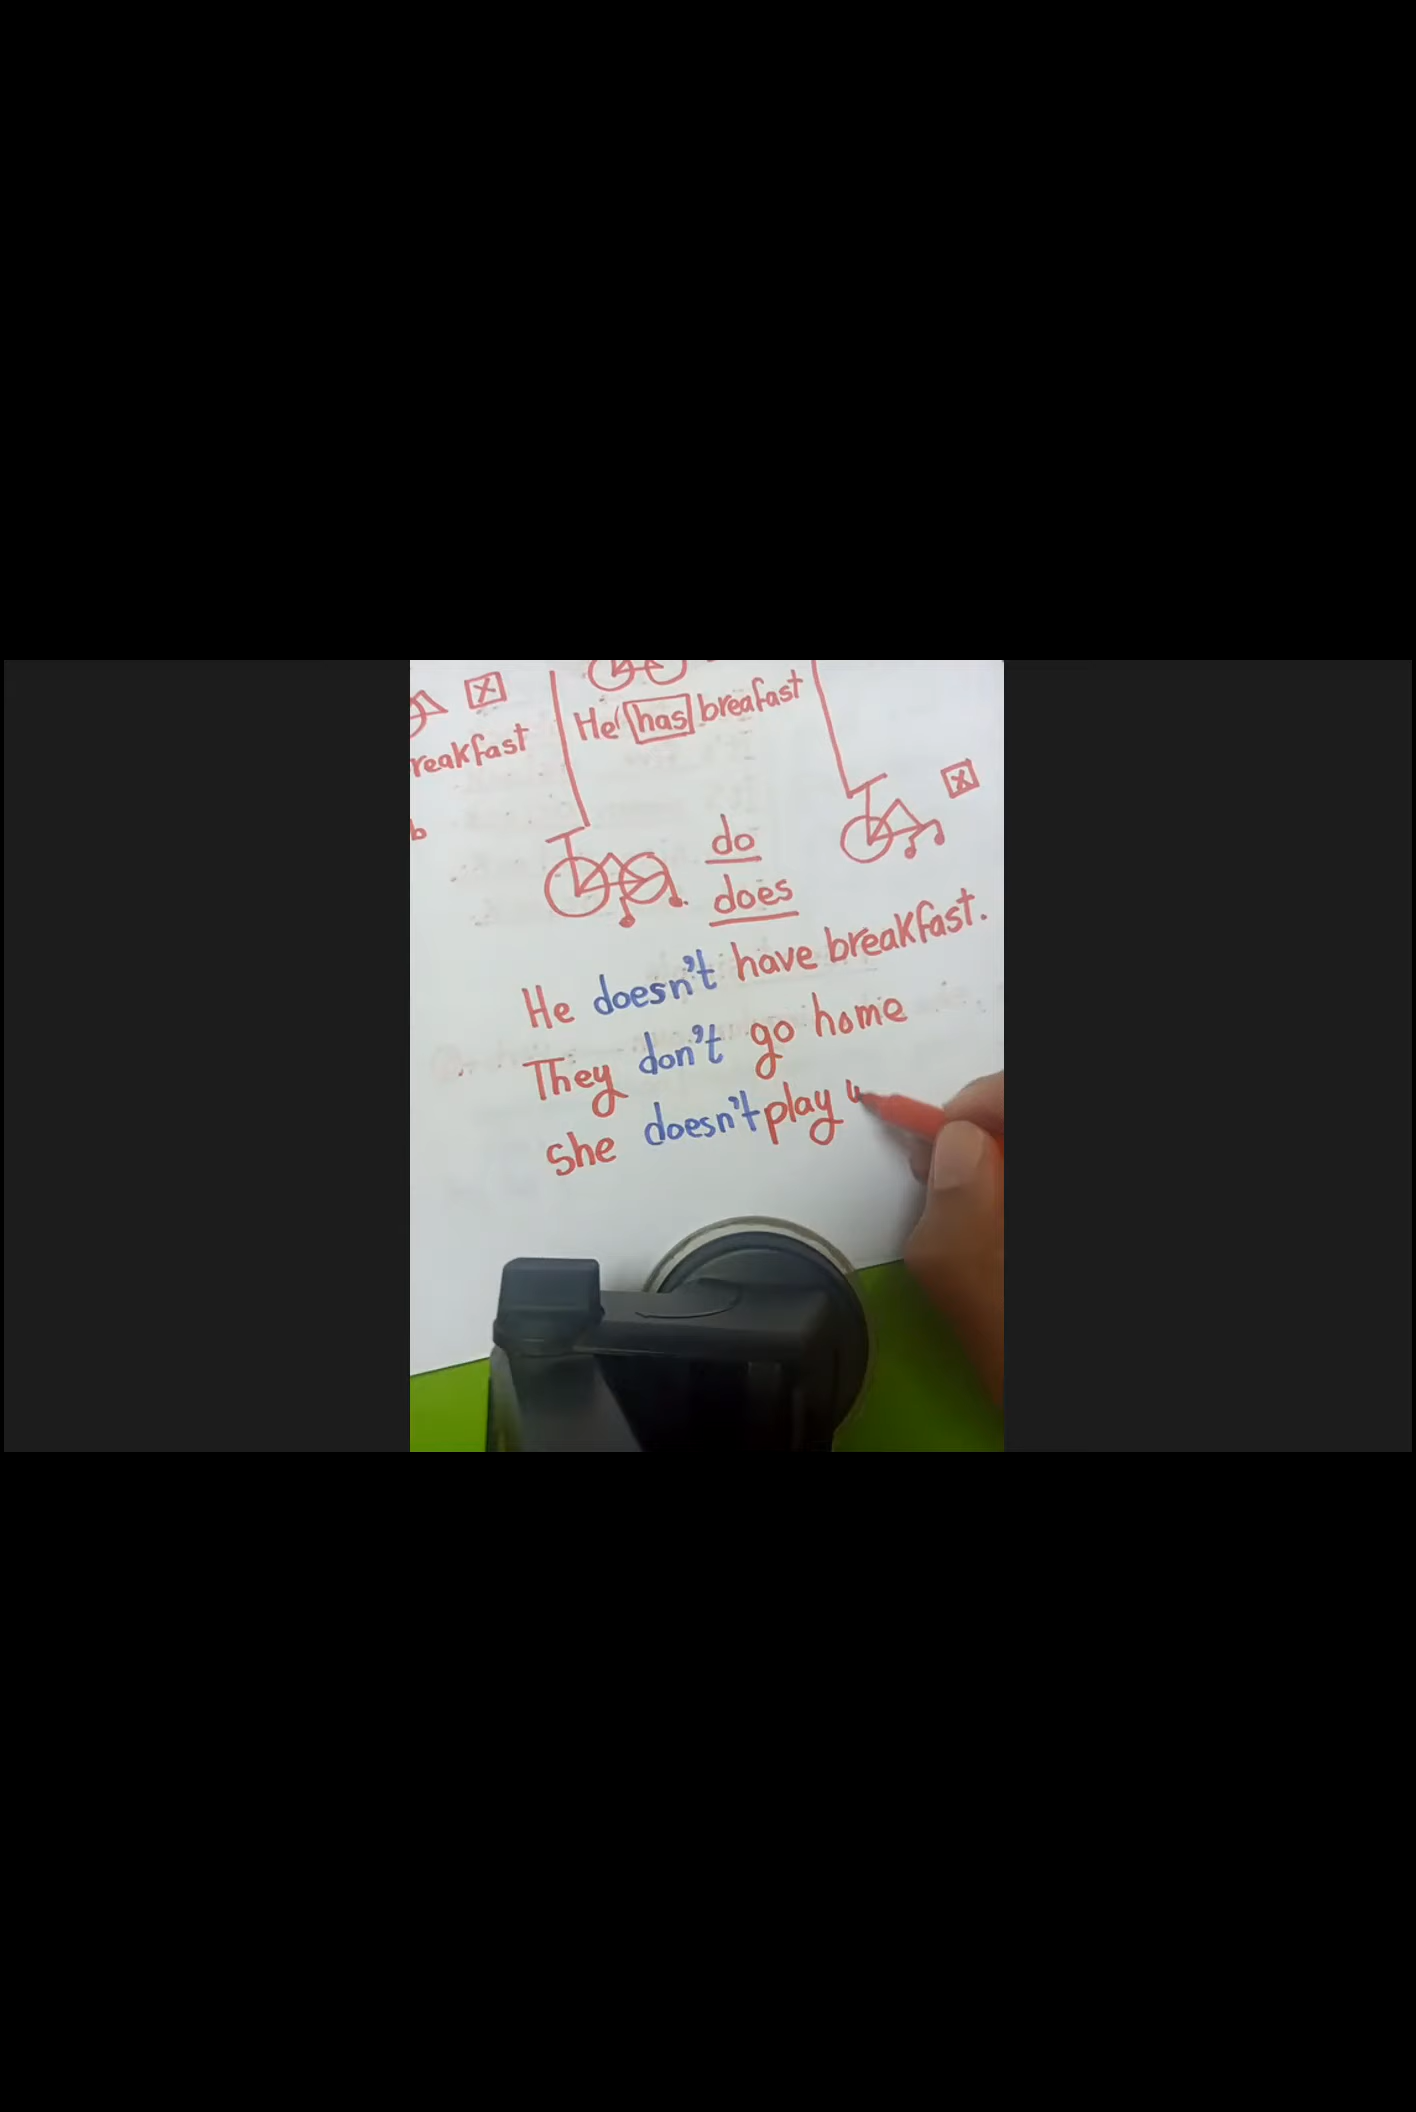 reakfast
He has breafast
b
do
does
He doesn't have breakfast.
They don't go home
She doesn't play